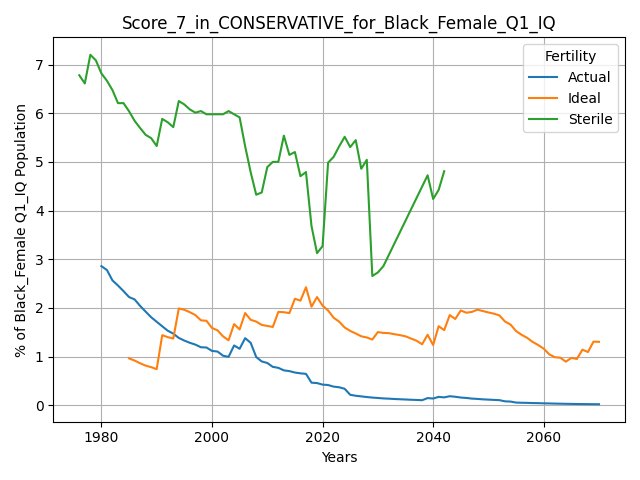 Score_7_in_CONSERVATIVE_for_Black_Female_Q1_IQ
Fertility
Actual
Ideal
Sterile
% of Black_Female Q1_IQ Population
7
6
5
4
3
2
1
0
1980 2000 2020 2040 2060
Years